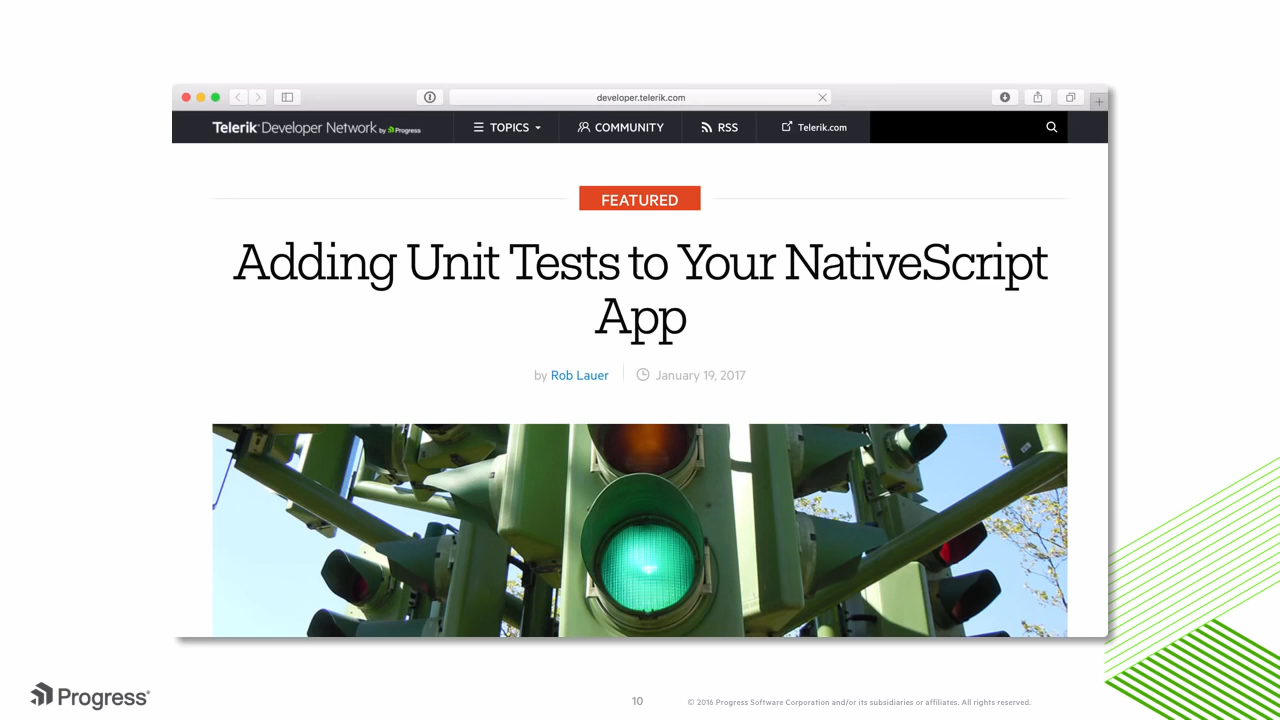 developer.telerik.com
Telerik Developer Network by Progress
TOPICS
COMMUNITY
RSS
Telerik.com
FEATURED
Adding Unit Tests to Your NativeScript
App
by Rob Lauer
January 19, 2017
Progress
10
© 2016 Progress Software Corporation and/or its subsidiaries or affiliates. All rights reserved.